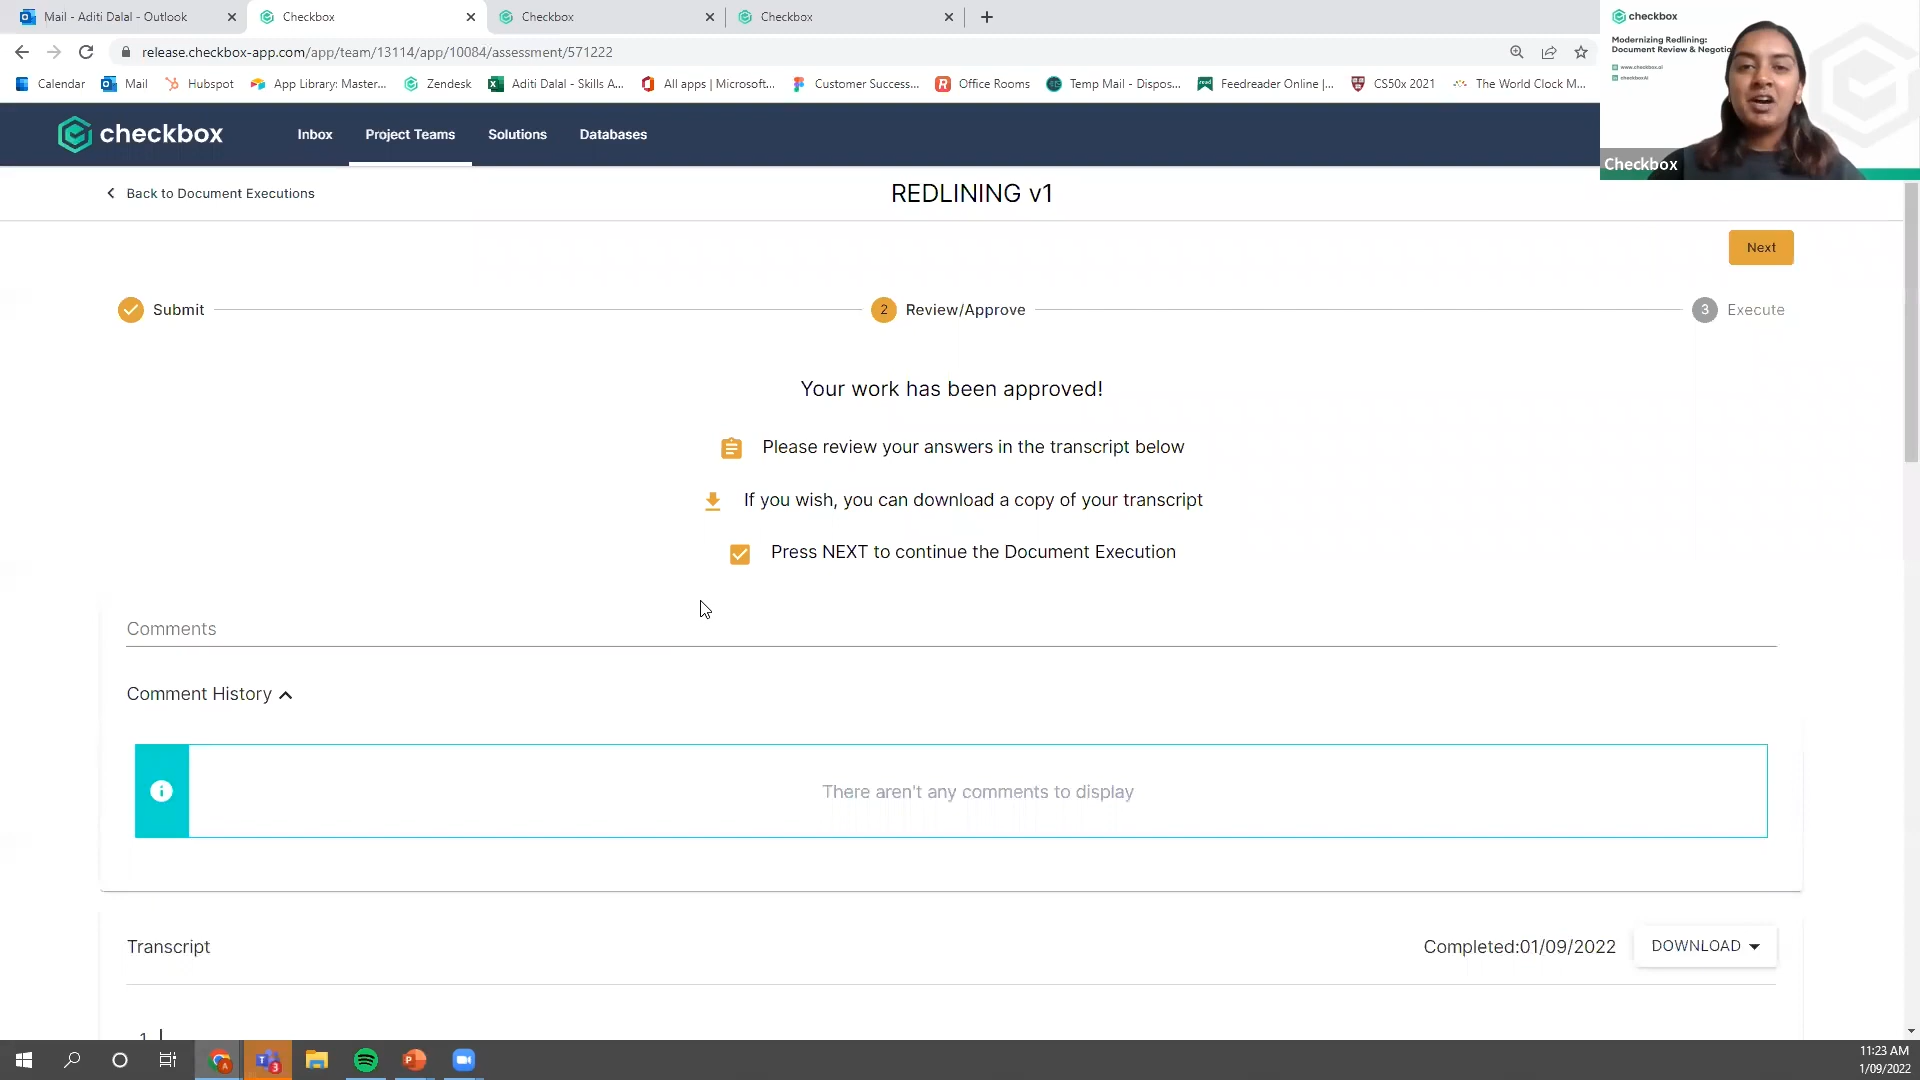 Mail - Aditi Dalal - Outlook
Checkbox
Checkbox
Checkbox
release.checkbox-app.com/app/team/13114/app/10084/assessment/571222
Calendar
Mail
Hubspot
App Library: Master...
Zendesk
Aditi Dalal - Skills A...
All apps | Microsoft...
Customer Success...
Office Rooms
Temp Mail - Dispos...
Feedreader Online |...
CS50x 2021
The World Clock M...
checkbox
Modernizing Redlining:
Document Review & Negotia
www.checkbox.ai
checkboxAI
Checkbox
checkbox
Inbox
Project Teams
Solutions
Databases
Back to Document Executions
REDLINING v1
Next
Submit
2 Review/Approve
3 Execute
Your work has been approved!
Please review your answers in the transcript below
If you wish, you can download a copy of your transcript
Press NEXT to continue the Document Execution
Comments
Comment History
There aren't any comments to display
Transcript
Completed:01/09/2022
DOWNLOAD
1
11:23 AM
1/09/2022